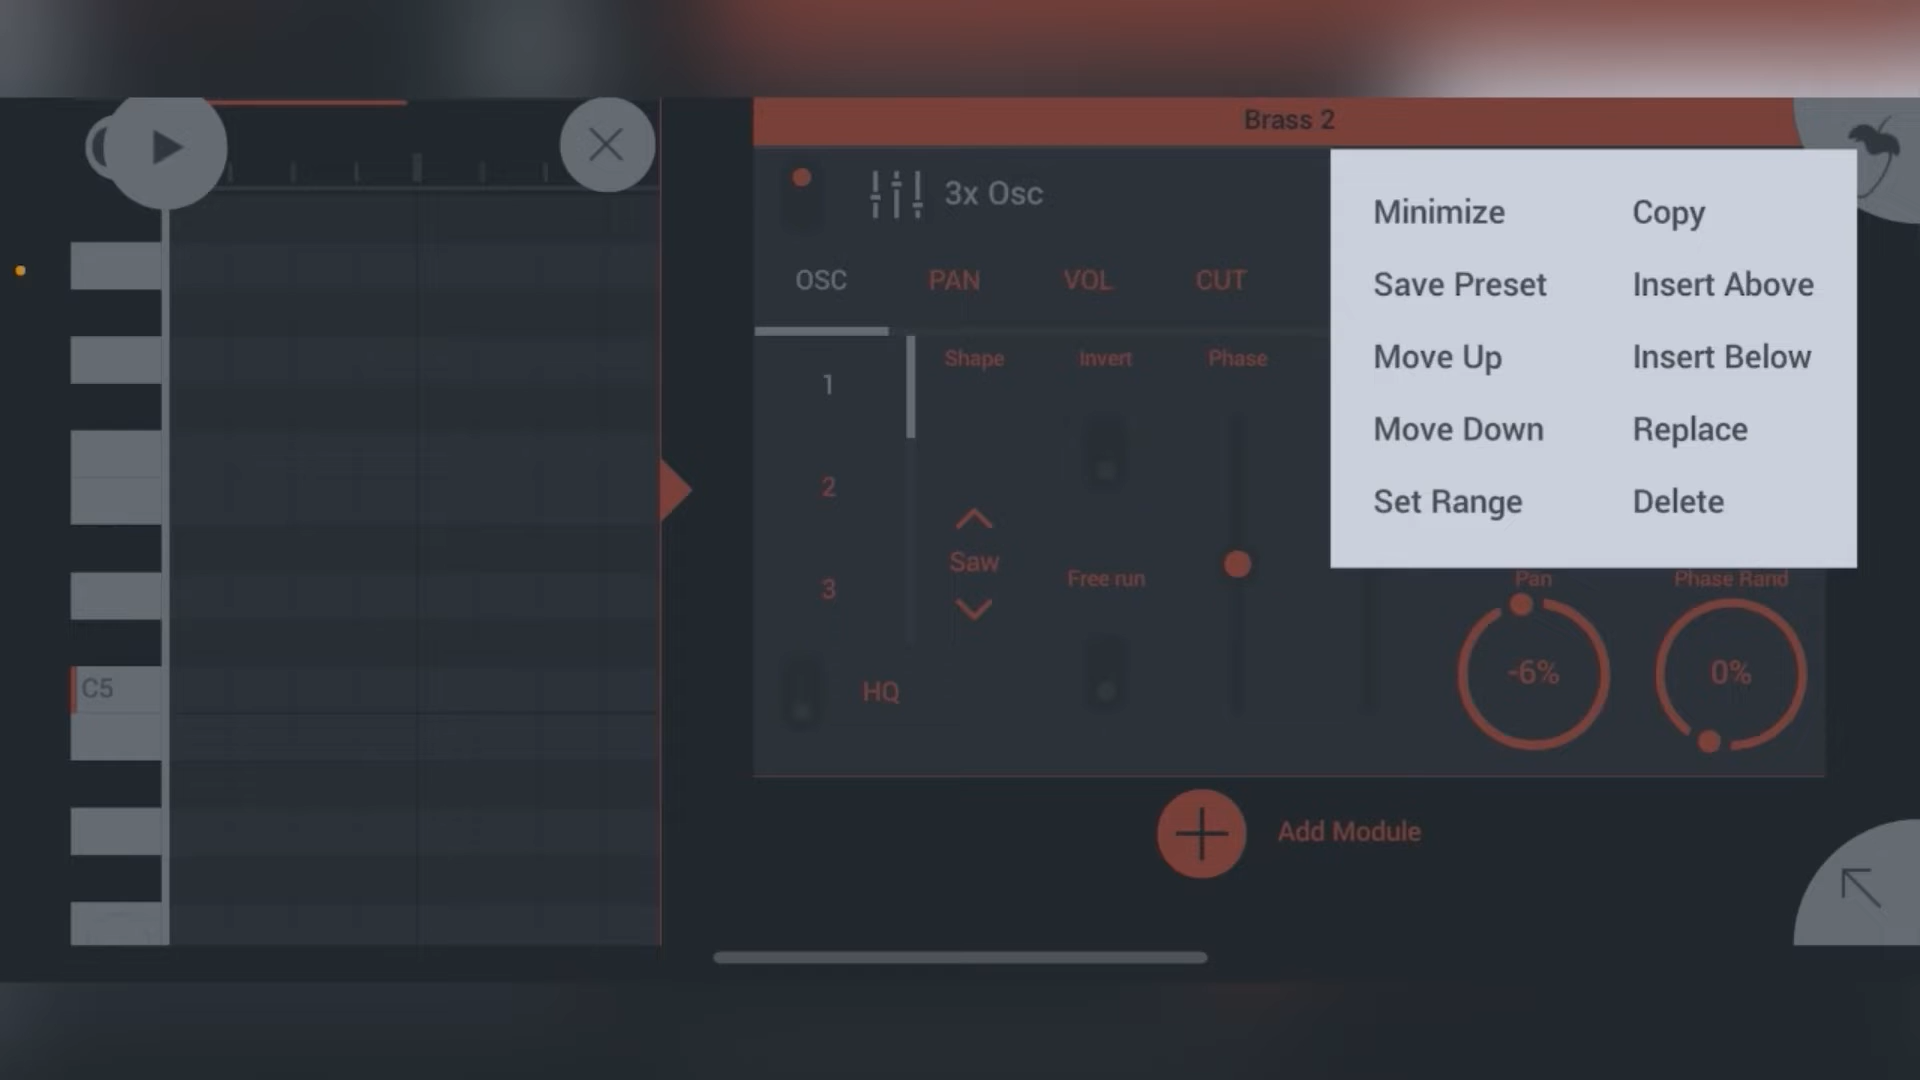 Brass 2
3x Osc
OSC PAN VOL CUT
Minimize Copy
Save Preset Insert Above
Move Up Insert Below
Move Down Replace
Set Range Delete
Shape Invert Phase
1
2
3
Saw
Free run
Pan Phase Rand
-6% 0%
HQ
C5
Add Module